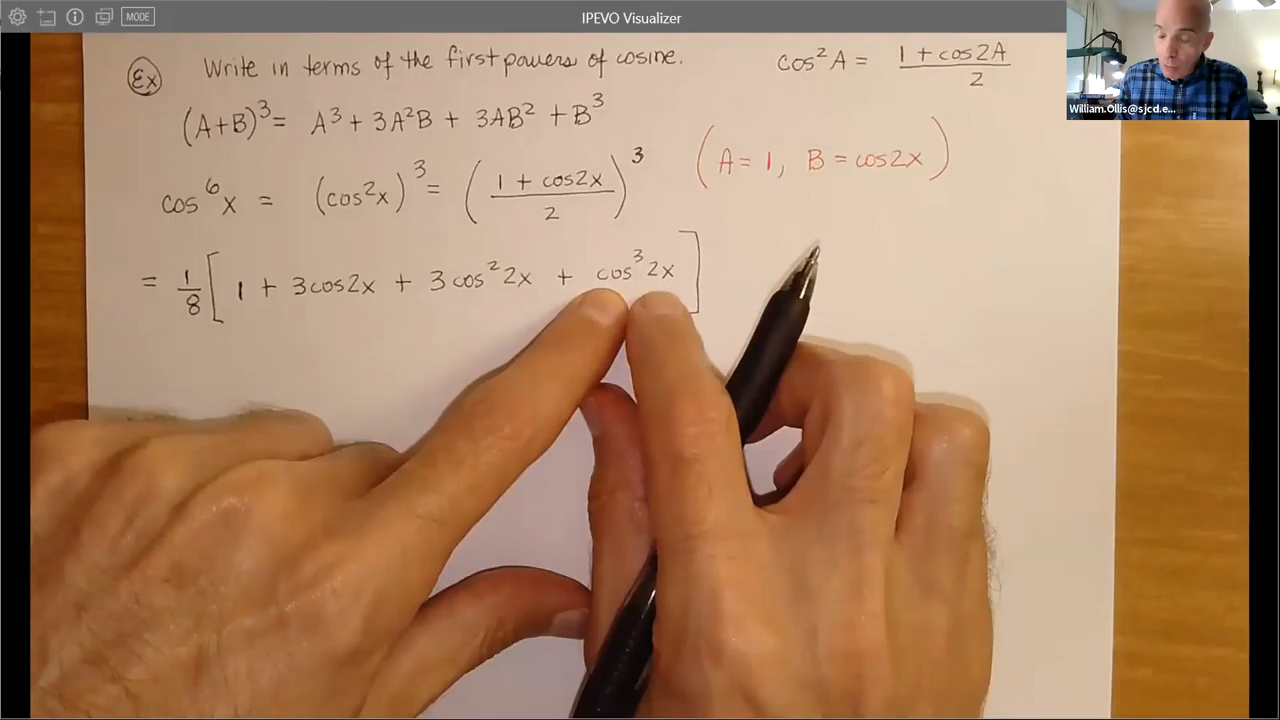 MODE
IPEVO Visualizer
William.Ollis@sjcd.e...
Ex Write in terms of the first powers of cosine. cos²A = (1 + cos2A)/2
(A+B)³ = A³ + 3A²B + 3AB² + B³
(A = 1, B = cos2x)
cos⁶x = (cos²x)³ = ((1 + cos2x)/2)³
= 1/8 [1 + 3cos2x + 3cos²2x + cos³2x]